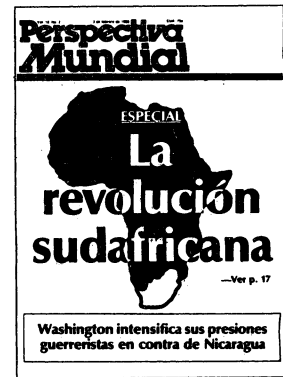 Perspectiva
Mundial
ESPECIAL
La
revolución
sudafricana
—Ver p. 17
Washington intensifica sus presiones
guerreristas en contra de Nicaragua